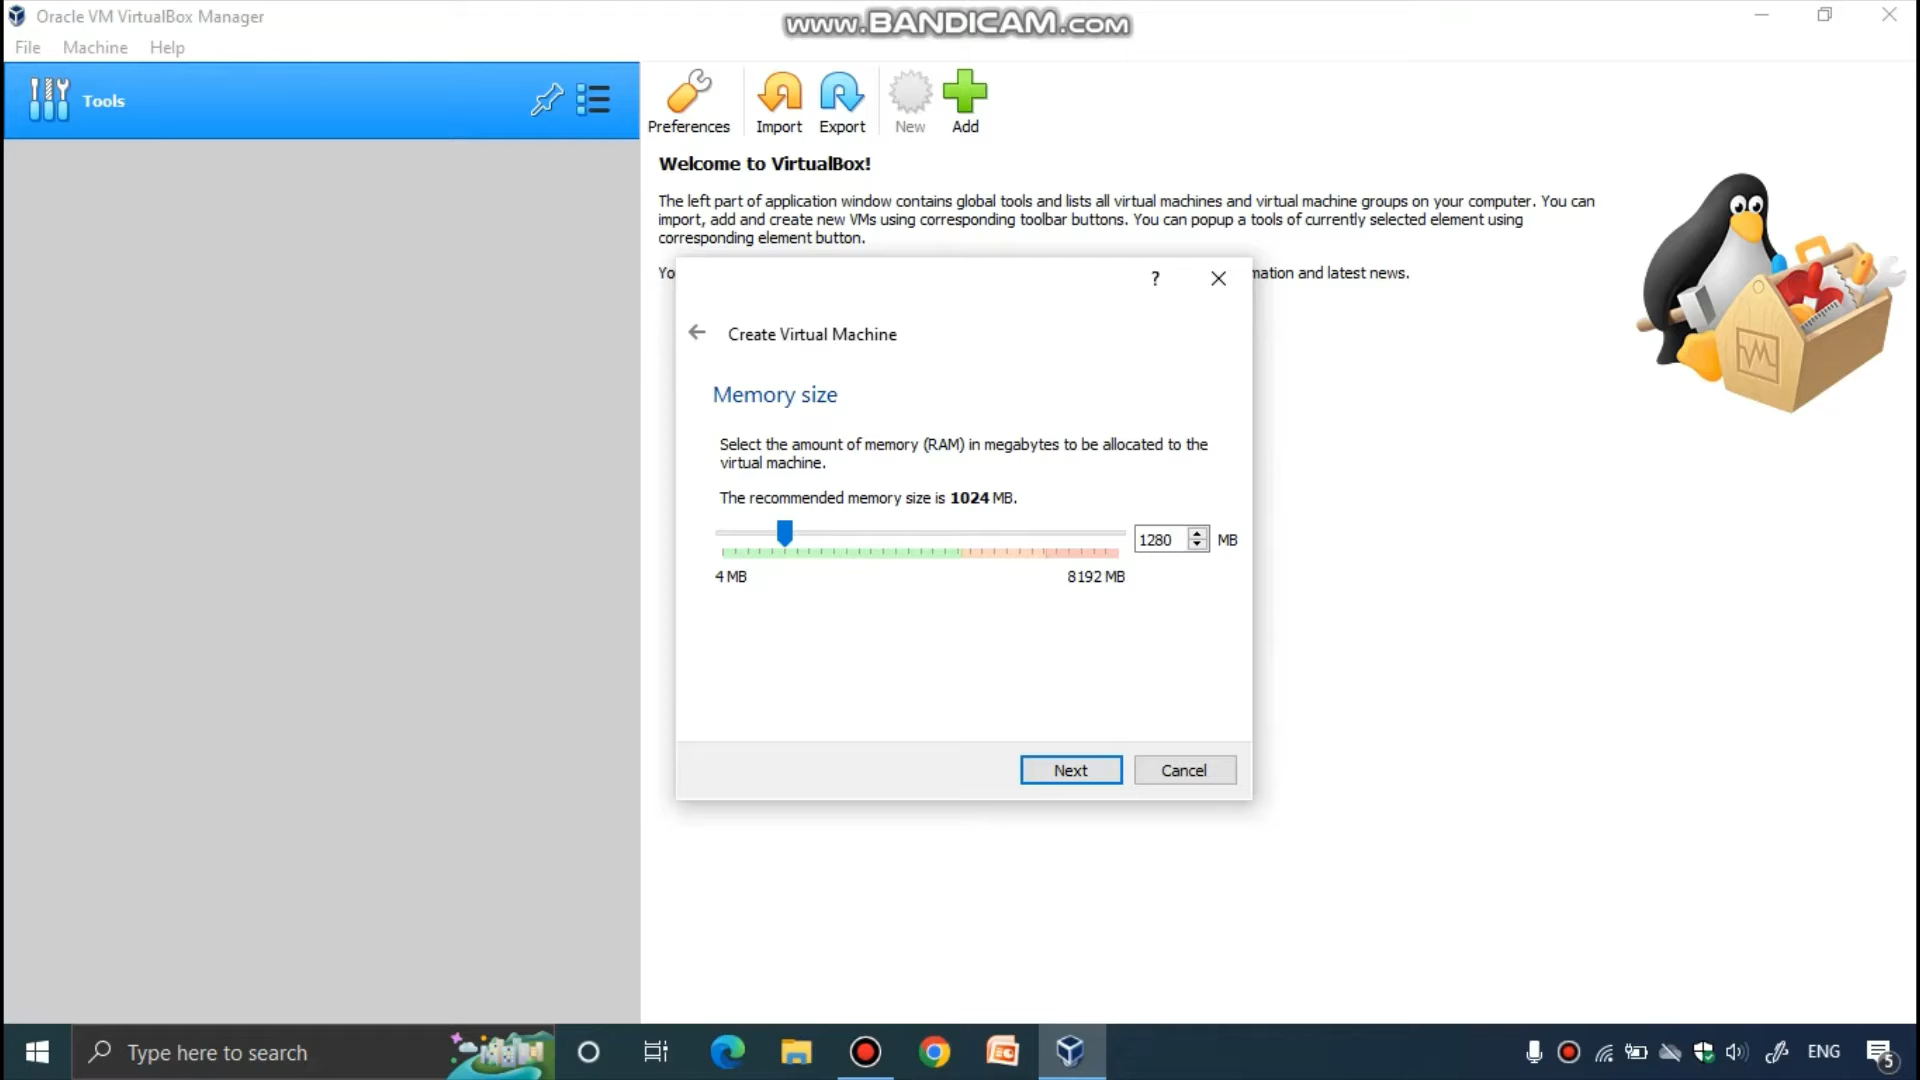 Oracle VM VirtualBox Manager
www.BANDICAM.com
File Machine Help
Tools
Preferences Import Export New Add
Welcome to VirtualBox!
The left part of application window contains global tools and lists all virtual machines and virtual machine groups on your computer. You can
import, add and create new VMs using corresponding toolbar buttons. You can popup a tools of currently selected element using
corresponding element button.
Yo
mation and latest news.
?
Create Virtual Machine
Memory size
Select the amount of memory (RAM) in megabytes to be allocated to the
virtual machine.
The recommended memory size is 1024 MB.
1280 MB
4 MB 8192 MB
Next Cancel
Type here to search
ENG
5